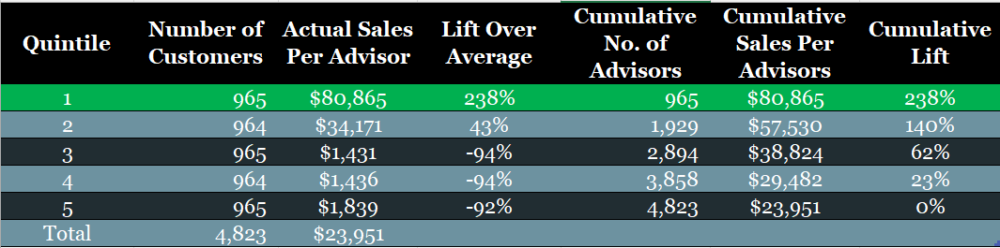 Quintile Number of Customers Actual Sales Per Advisor Lift Over Average Cumulative No. of Advisors Cumulative Sales Per Advisors Cumulative Lift
1 965 $80,865 238% 965 $80,865 238%
2 964 $34,171 43% 1,929 $57,530 140%
3 965 $1,431 -94% 2,894 $38,824 62%
4 964 $1,436 -94% 3,858 $29,482 23%
5 965 $1,839 -92% 4,823 $23,951 0%
Total 4,823 $23,951